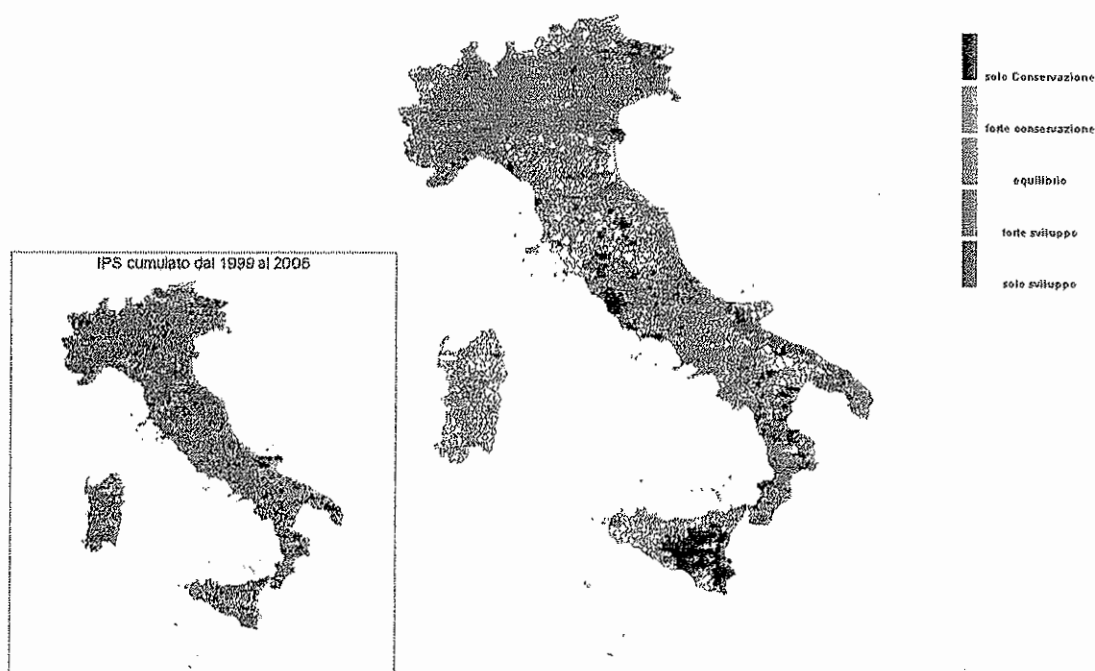 solo Conservazione
forte conservazione
equilibrio
forte sviluppo
solo sviluppo
IPS cumulato dal 1999 al 2006